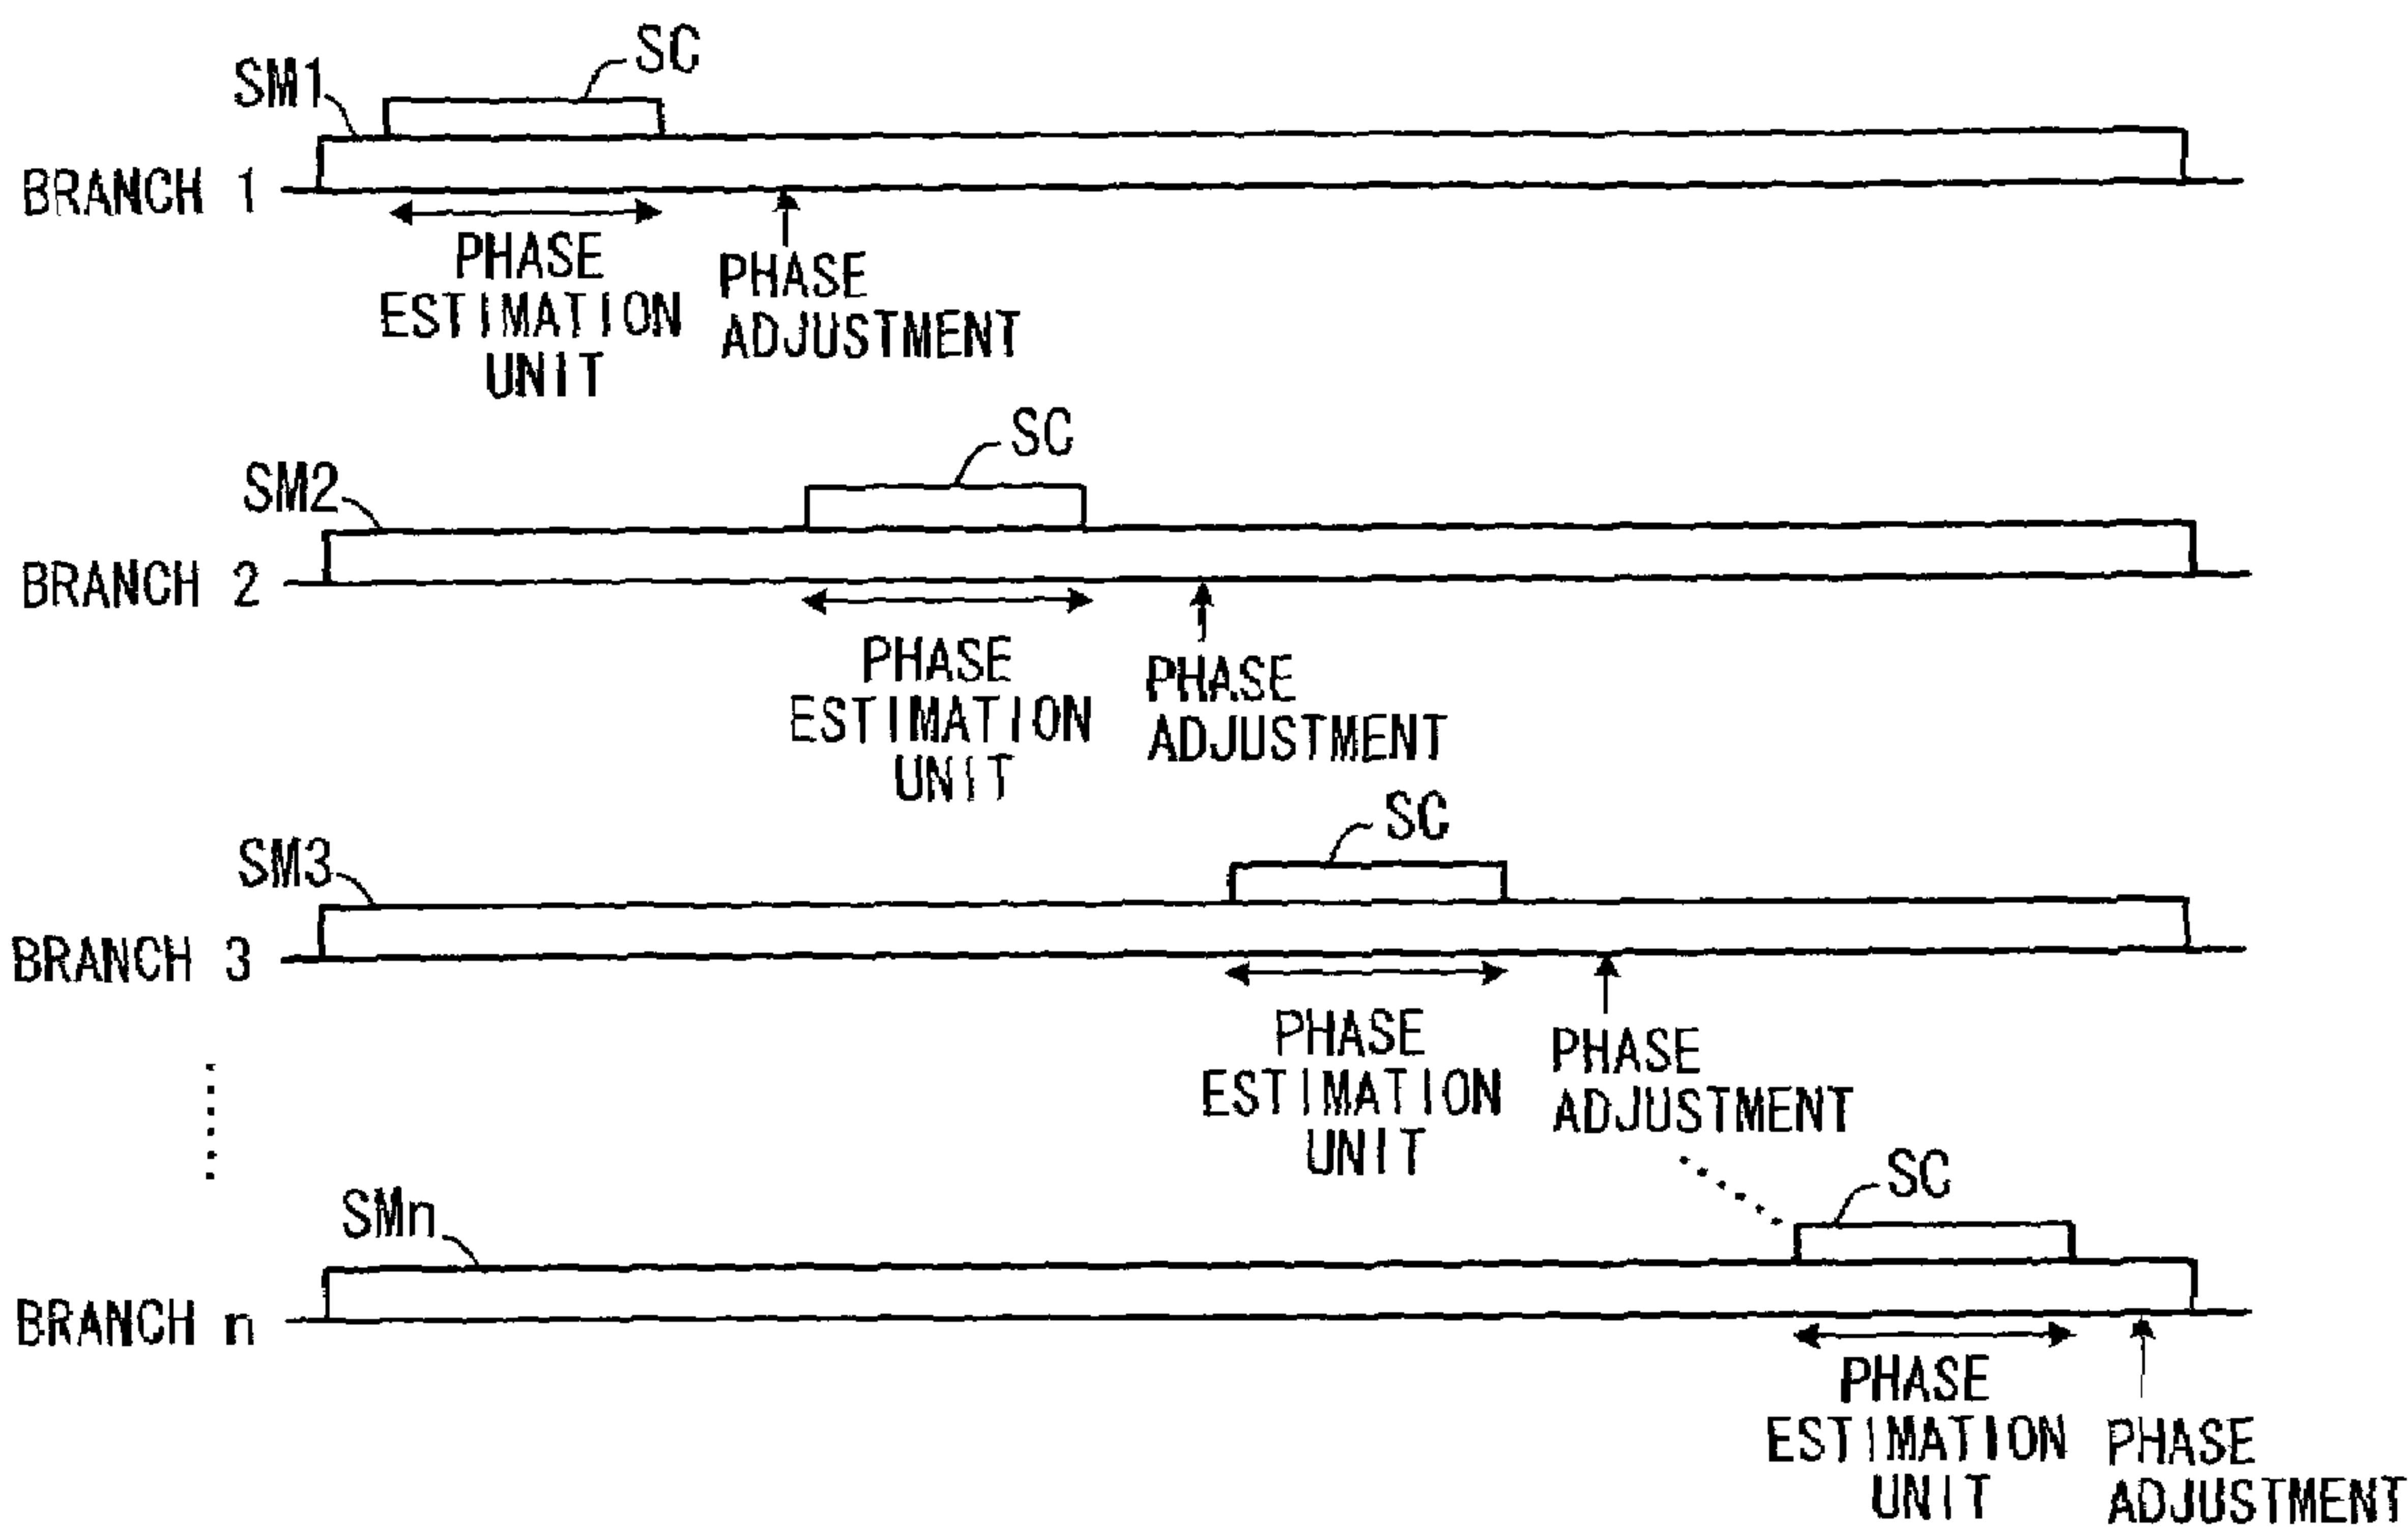 SC
SM1
BRANCH 1
PHASE
ESTIMATION
UNIT
PHASE
ADJUSTMENT
SC
SM2
BRANCH 2
PHASE
ESTIMATION
UNIT
PHASE
ADJUSTMENT
SC
SM3
BRANCH 3
PHASE
ESTIMATION
UNIT
PHASE
ADJUSTMENT
SC
SMn
BRANCH n
PHASE
ESTIMATION
UNIT
PHASE
ADJUSTMENT